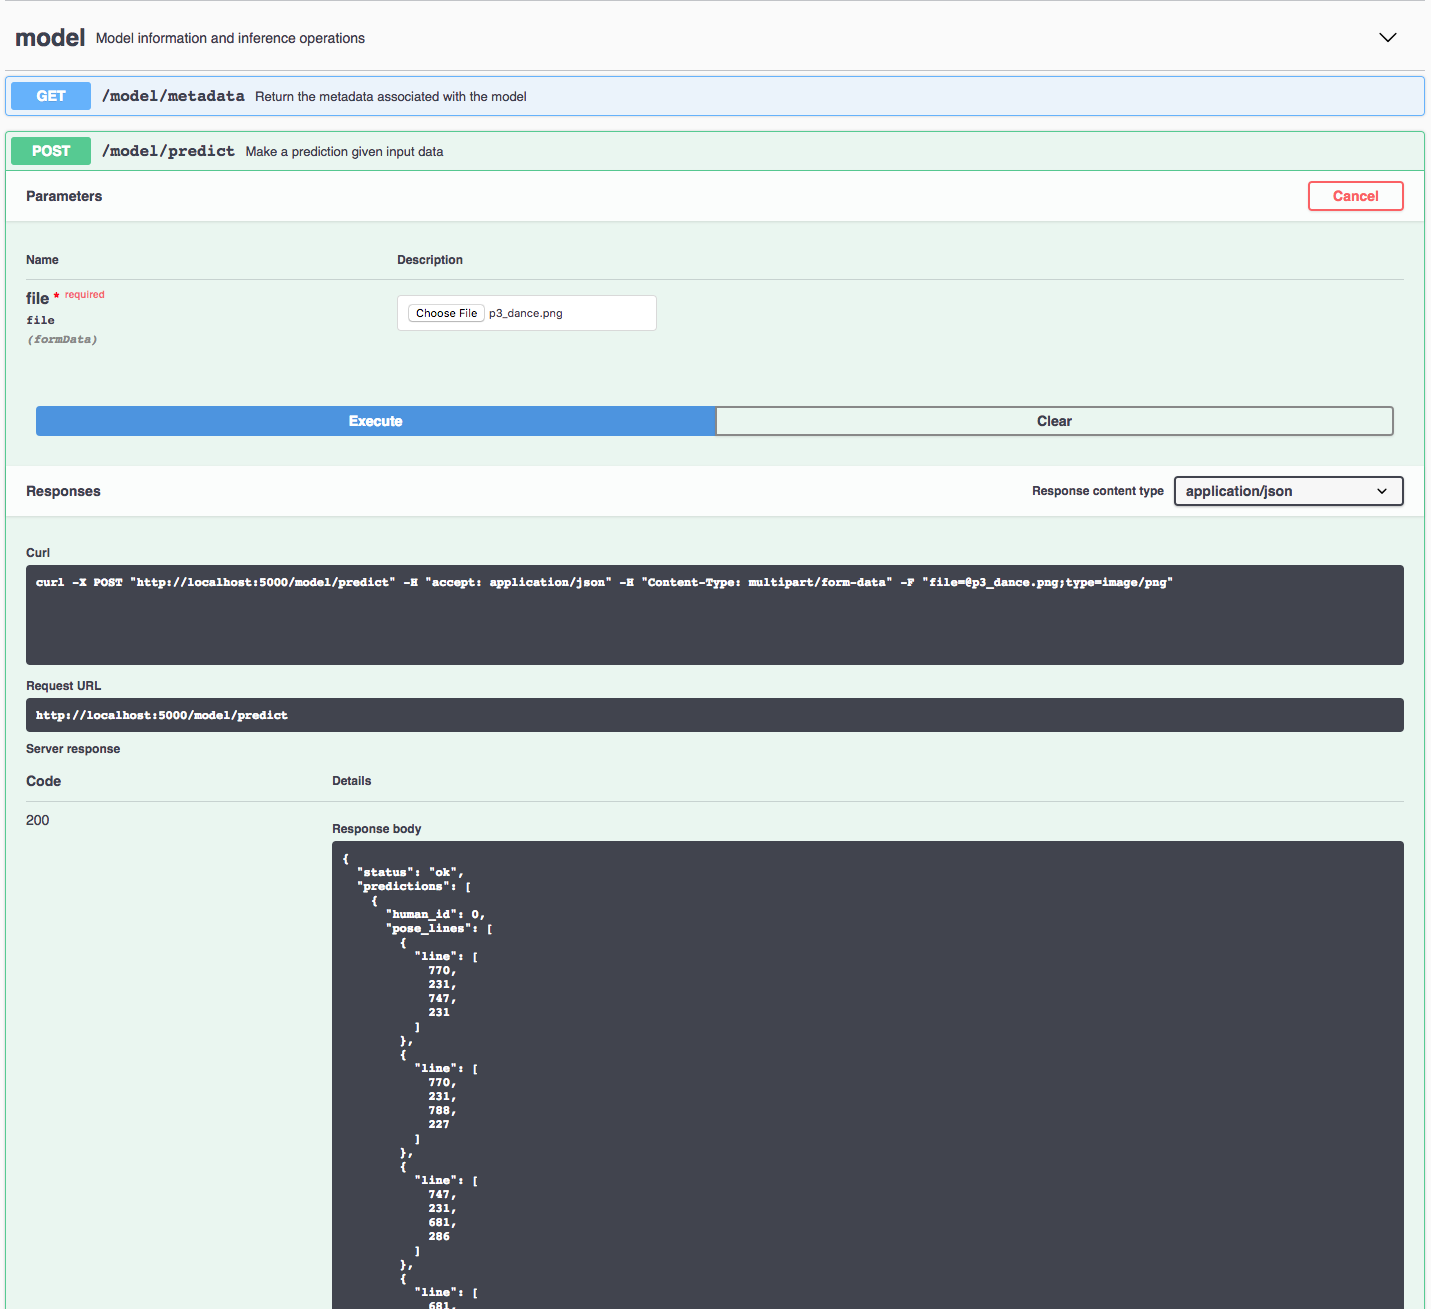 model Model information and inference operations
GET /model/metadata Return the metadata associated with the model
POST /model/predict Make a prediction given input data
Parameters Cancel
Name Description
file * required
file
(formData)
Choose File p3_dance.png
Execute Clear
Responses Response content type application/json
Curl
curl -X POST "http://localhost:5000/model/predict" -H "accept: application/json" -H "Content-Type: multipart/form-data" -F "file=@p3_dance.png;type=image/png"
Request URL
http://localhost:5000/model/predict
Server response
Code Details
200
Response body
{
  "status": "ok",
  "predictions": [
    {
      "human_id": 0,
      "pose_lines": [
        {
          "line": [
            770,
            231,
            747,
            231
          ]
        },
        {
          "line": [
            770,
            231,
            788,
            227
          ]
        },
        {
          "line": [
            747,
            231,
            681,
            286
          ]
        },
        {
          "line": [
            681,